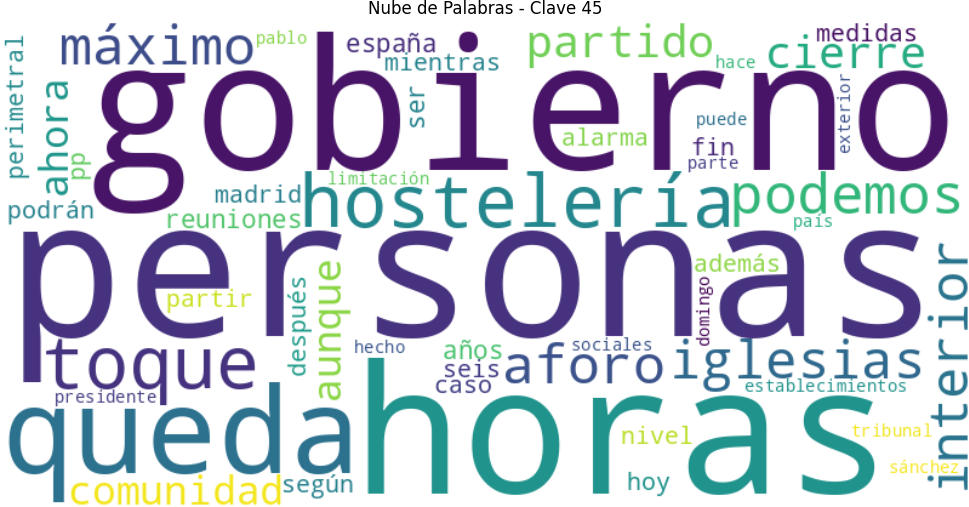 Nube de Palabras - Clave 45
máximo
pablo
españa
mientras
partido
hace
medidas
cierre
gobierno
perimetral
ahora
pp
ser
alarma
puede
fin
parte
exterior
podrán
madrid
reuniones
limitación
hostelería
podemos
país
personas
partir
después
aunque
además
domingo
interior
toque
hecho
años
seis
caso
sociales
aforo
iglesias
establecimientos
presidente
queda
horas
nivel
tribunal
sánchez
comunidad
según
hoy